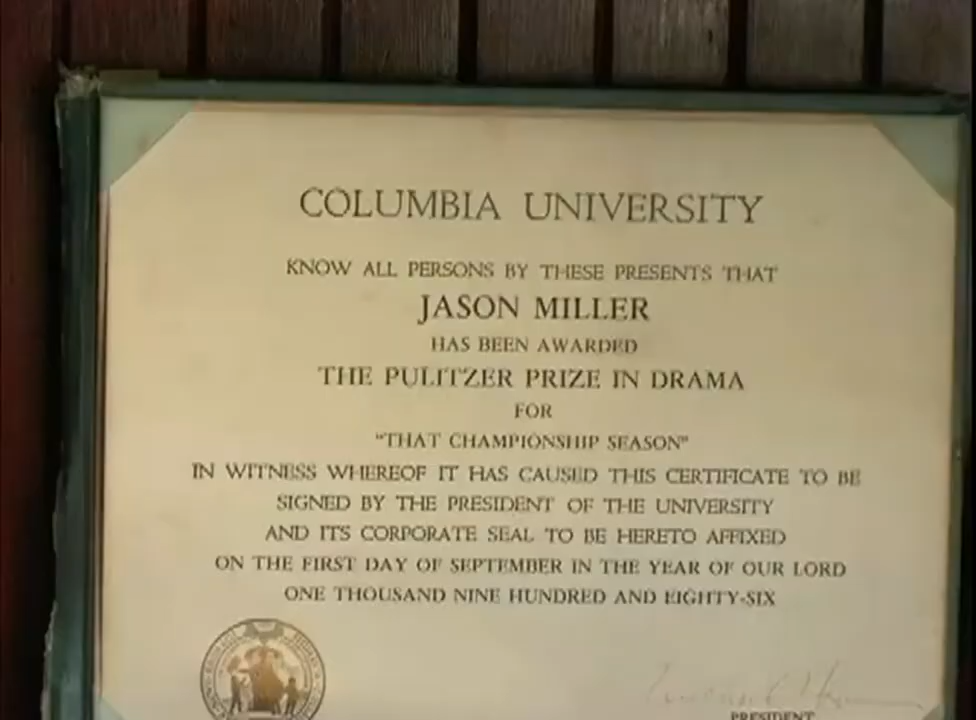 COLUMBIA UNIVERSITY
KNOW ALL PERSONS BY THESE PRESENTS THAT
JASON MILLER
HAS BEEN AWARDED
THE PULITZER PRIZE IN DRAMA
FOR
"THAT CHAMPIONSHIP SEASON"
IN WITNESS WHEREOF IT HAS CAUSED THIS CERTIFICATE TO BE
SIGNED BY THE PRESIDENT OF THE UNIVERSITY
AND ITS CORPORATE SEAL TO BE HERETO AFFIXED
ON THE FIRST DAY OF SEPTEMBER IN THE YEAR OF OUR LORD
ONE THOUSAND NINE HUNDRED AND EIGHTY-SIX
PRESIDENT